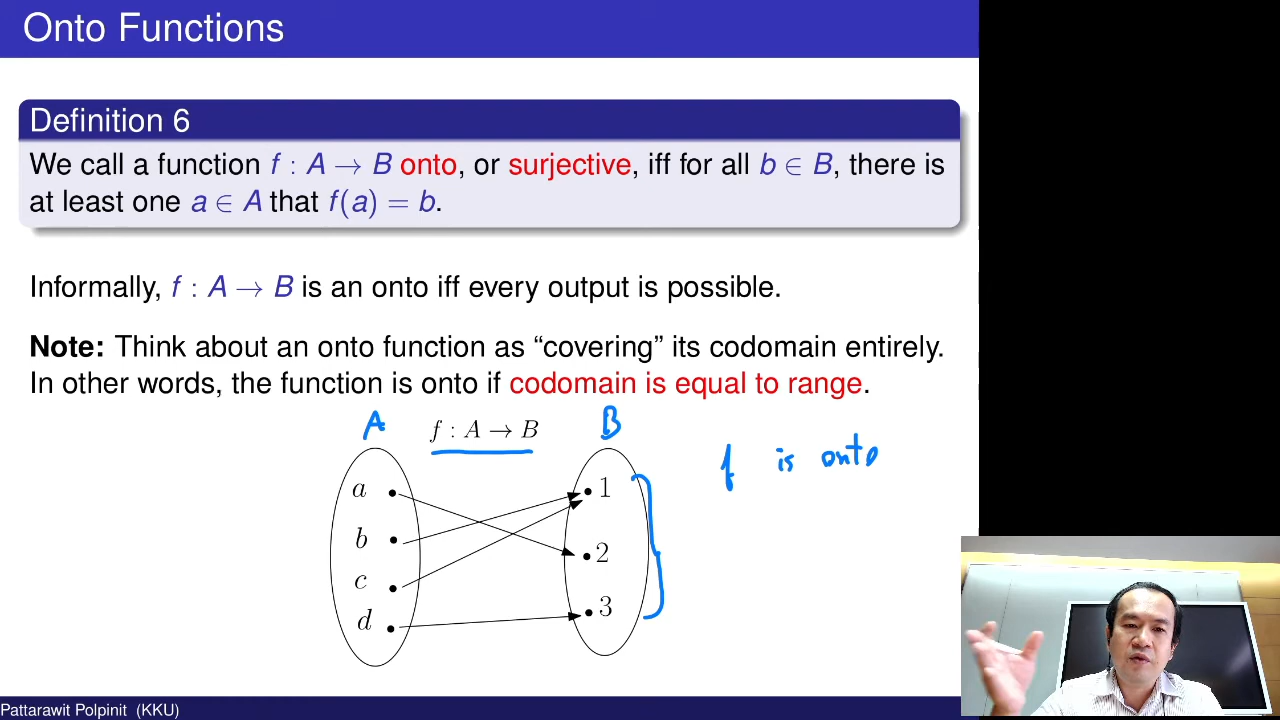 Onto Functions
Definition 6
We call a function f : A → B onto, or surjective, iff for all b ∈ B, there is
at least one a ∈ A that f(a) = b.
Informally, f : A → B is an onto iff every output is possible.
Note: Think about an onto function as “covering” its codomain entirely.
In other words, the function is onto if codomain is equal to range.
A f : A → B B
f is onto
a 1
b
2
c
3
d
Pattarawit Polpinit (KKU)